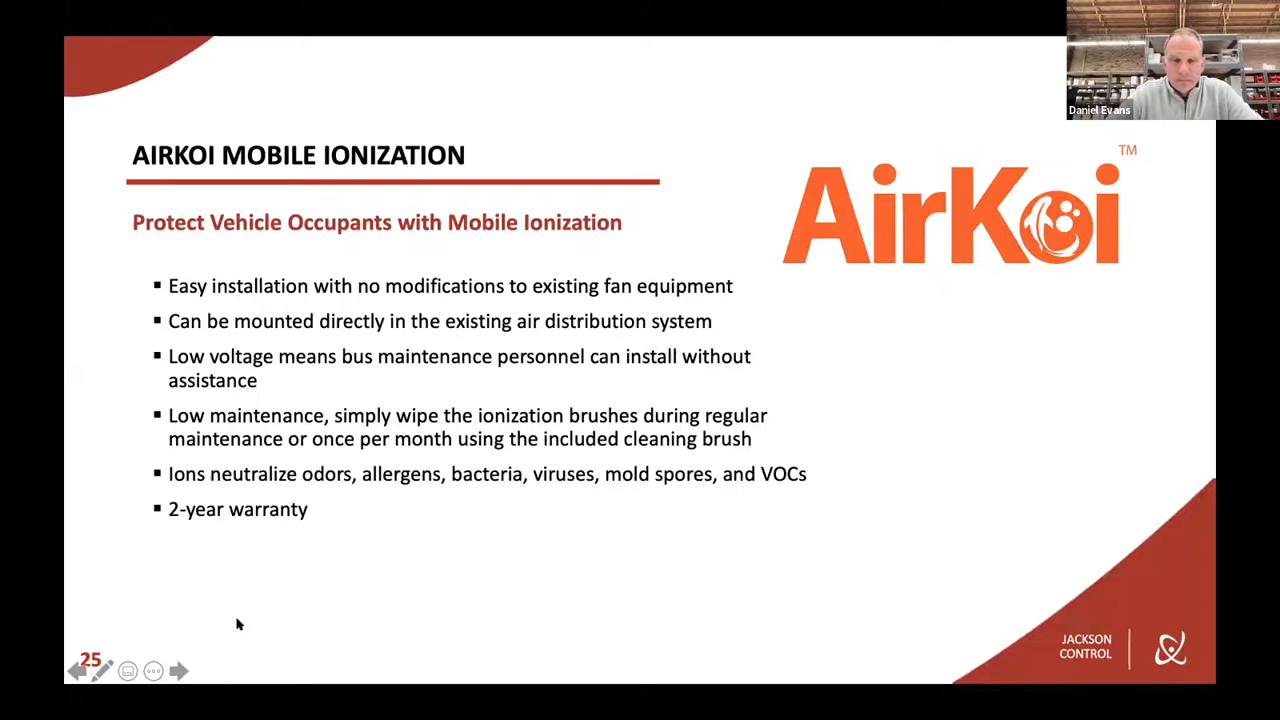 Daniel Evans
AIRKOI MOBILE IONIZATION
TM
AirKoi
Protect Vehicle Occupants with Mobile Ionization
▪ Easy installation with no modifications to existing fan equipment
▪ Can be mounted directly in the existing air distribution system
▪ Low voltage means bus maintenance personnel can install without
assistance
▪ Low maintenance, simply wipe the ionization brushes during regular
maintenance or once per month using the included cleaning brush
▪ Ions neutralize odors, allergens, bacteria, viruses, mold spores, and VOCs
▪ 2-year warranty
25
JACKSON
CONTROL